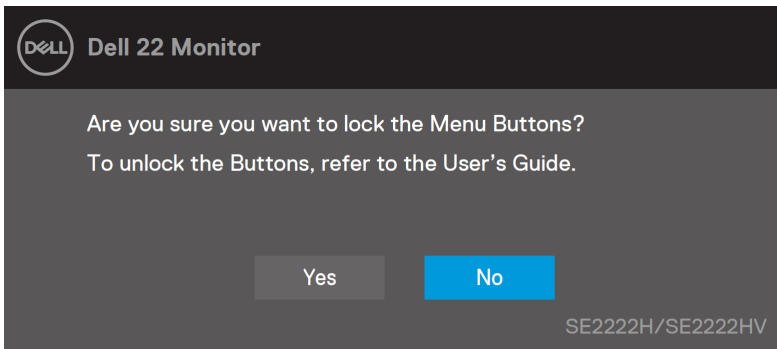 DELL Dell 22 Monitor
Are you sure you want to lock the Menu Buttons?
To unlock the Buttons, refer to the User’s Guide.
Yes No
SE2222H/SE2222HV